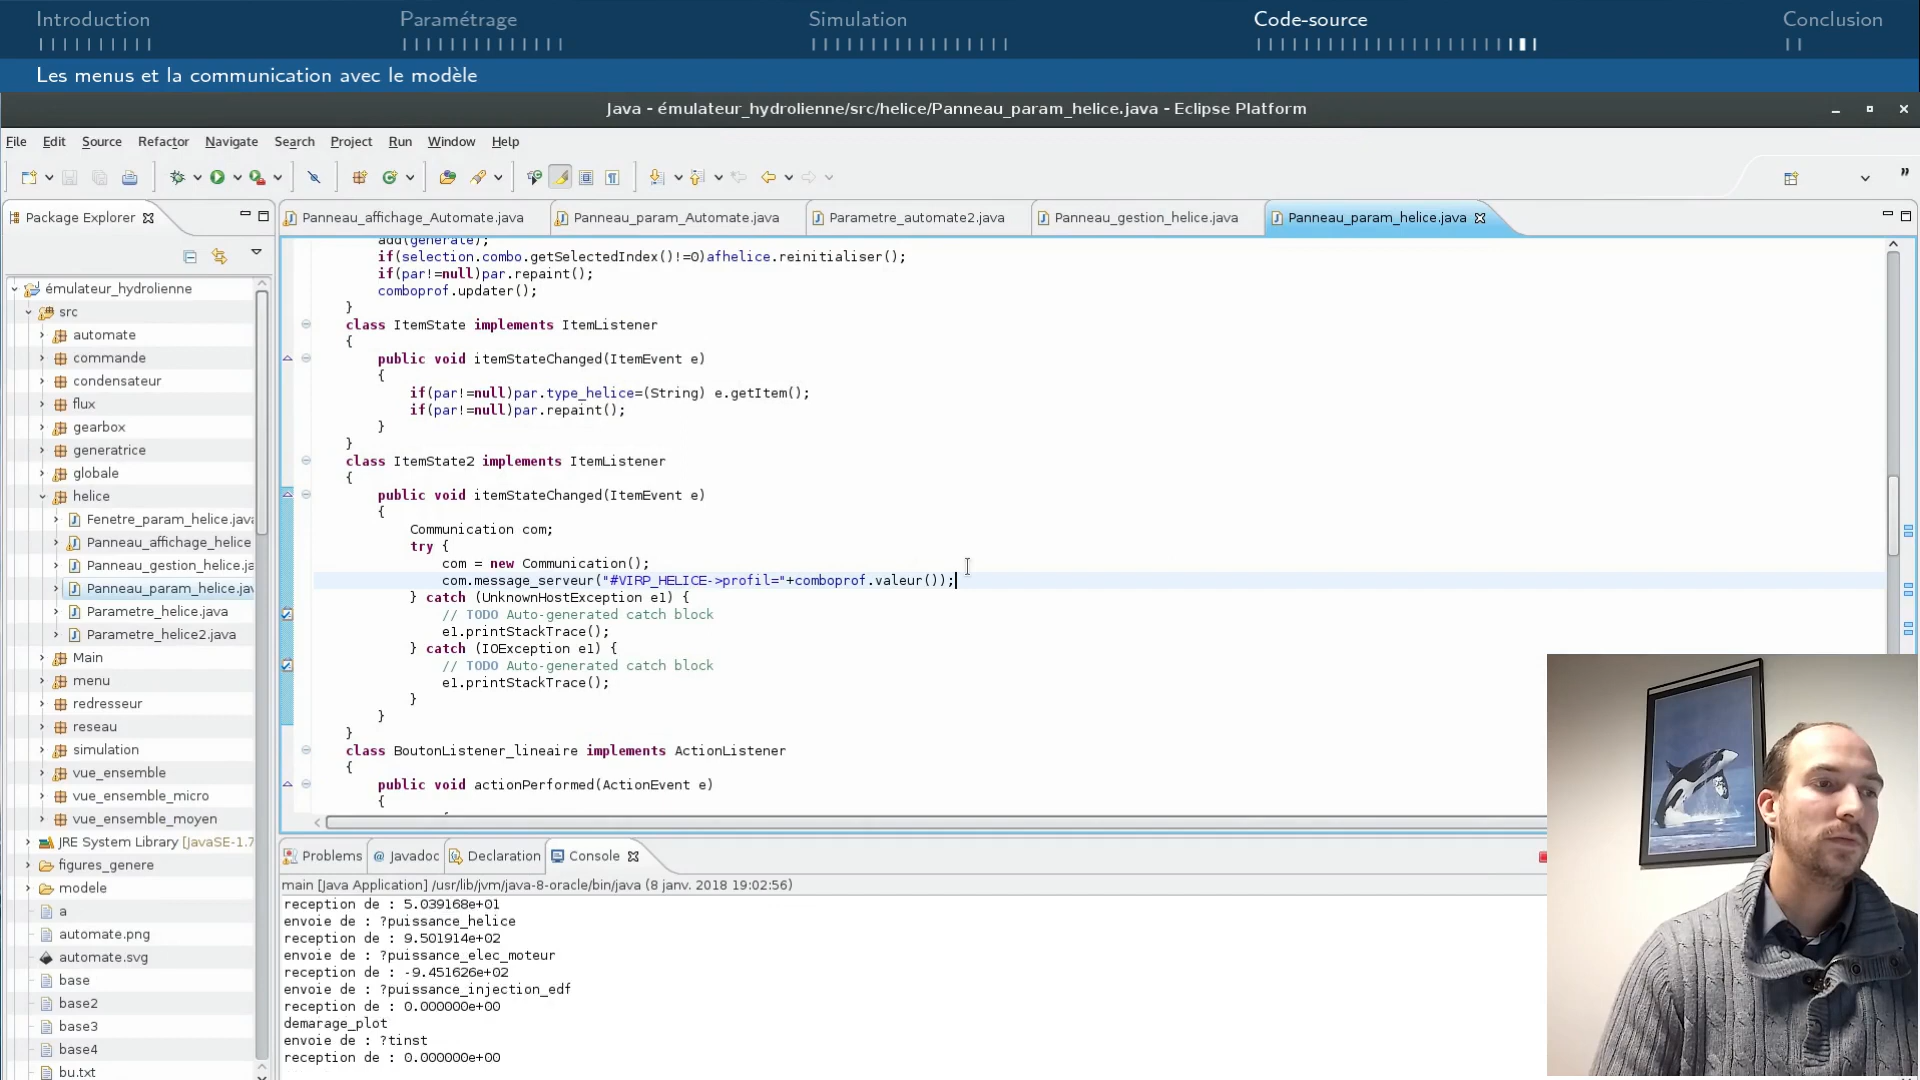 Introduction
Paramétrage
Simulation
Code-source
Conclusion
Les menus et la communication avec le modèle
Java - émulateur_hydrolienne/src/helice/Panneau_param_helice.java - Eclipse Platform
File Edit Source Refactor Navigate Search Project Run Window Help
Package Explorer
Panneau_affichage_Automate.java
Panneau_param_Automate.java
Parametre_automate2.java
Panneau_gestion_helice.java
Panneau_param_helice.java
émulateur_hydrolienne
src
automate
commande
condensateur
flux
gearbox
generatrice
globale
helice
Fenetre_param_helice.java
Panneau_affichage_helice
Panneau_gestion_helice.ja
Panneau_param_helice.jav
Parametre_helice.java
Parametre_helice2.java
Main
menu
redresseur
reseau
simulation
vue_ensemble
vue_ensemble_micro
vue_ensemble_moyen
JRE System Library [JavaSE-1.7
figures_genere
modele
a
automate.png
automate.svg
base
base2
base3
base4
bu.txt
add(generate);
if(selection.combo.getSelectedIndex()!=0)afhelice.reinitialiser();
if(par!=null)par.repaint();
comboprof.updater();
}
class ItemState implements ItemListener
{
public void itemStateChanged(ItemEvent e)
{
if(par!=null)par.type_helice=(String) e.getItem();
if(par!=null)par.repaint();
}
}
class ItemState2 implements ItemListener
{
public void itemStateChanged(ItemEvent e)
{
Communication com;
try {
com = new Communication();
com.message_serveur("#VIRP_HELICE->profil="+comboprof.valeur());
} catch (UnknownHostException e1) {
// TODO Auto-generated catch block
e1.printStackTrace();
} catch (IOException e1) {
// TODO Auto-generated catch block
e1.printStackTrace();
}
}
}
class BoutonListener_lineaire implements ActionListener
{
public void actionPerformed(ActionEvent e)
{
Problems
@ Javadoc
Declaration
Console
main [Java Application] /usr/lib/jvm/java-8-oracle/bin/java (8 janv. 2018 19:02:56)
reception de : 5.039168e+01
envoie de : ?puissance_helice
reception de : 9.501914e+02
envoie de : ?puissance_elec_moteur
reception de : -9.451626e+02
envoie de : ?puissance_injection_edf
reception de : 0.000000e+00
demarage_plot
envoie de : ?tinst
reception de : 0.000000e+00